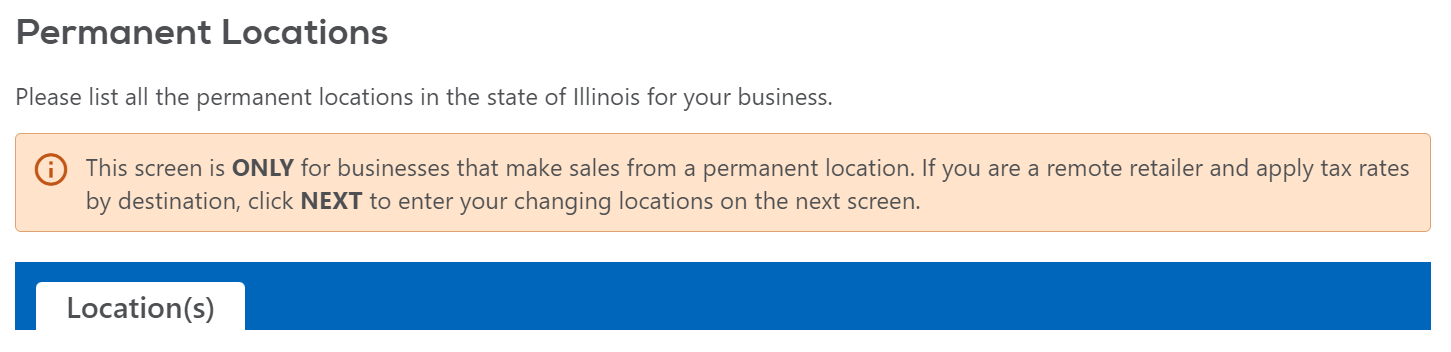 Permanent Locations
Please list all the permanent locations in the state of Illinois for your business.
This screen is ONLY for businesses that make sales from a permanent location. If you are a remote retailer and apply tax rates
by destination, click NEXT to enter your changing locations on the next screen.
Location(s)